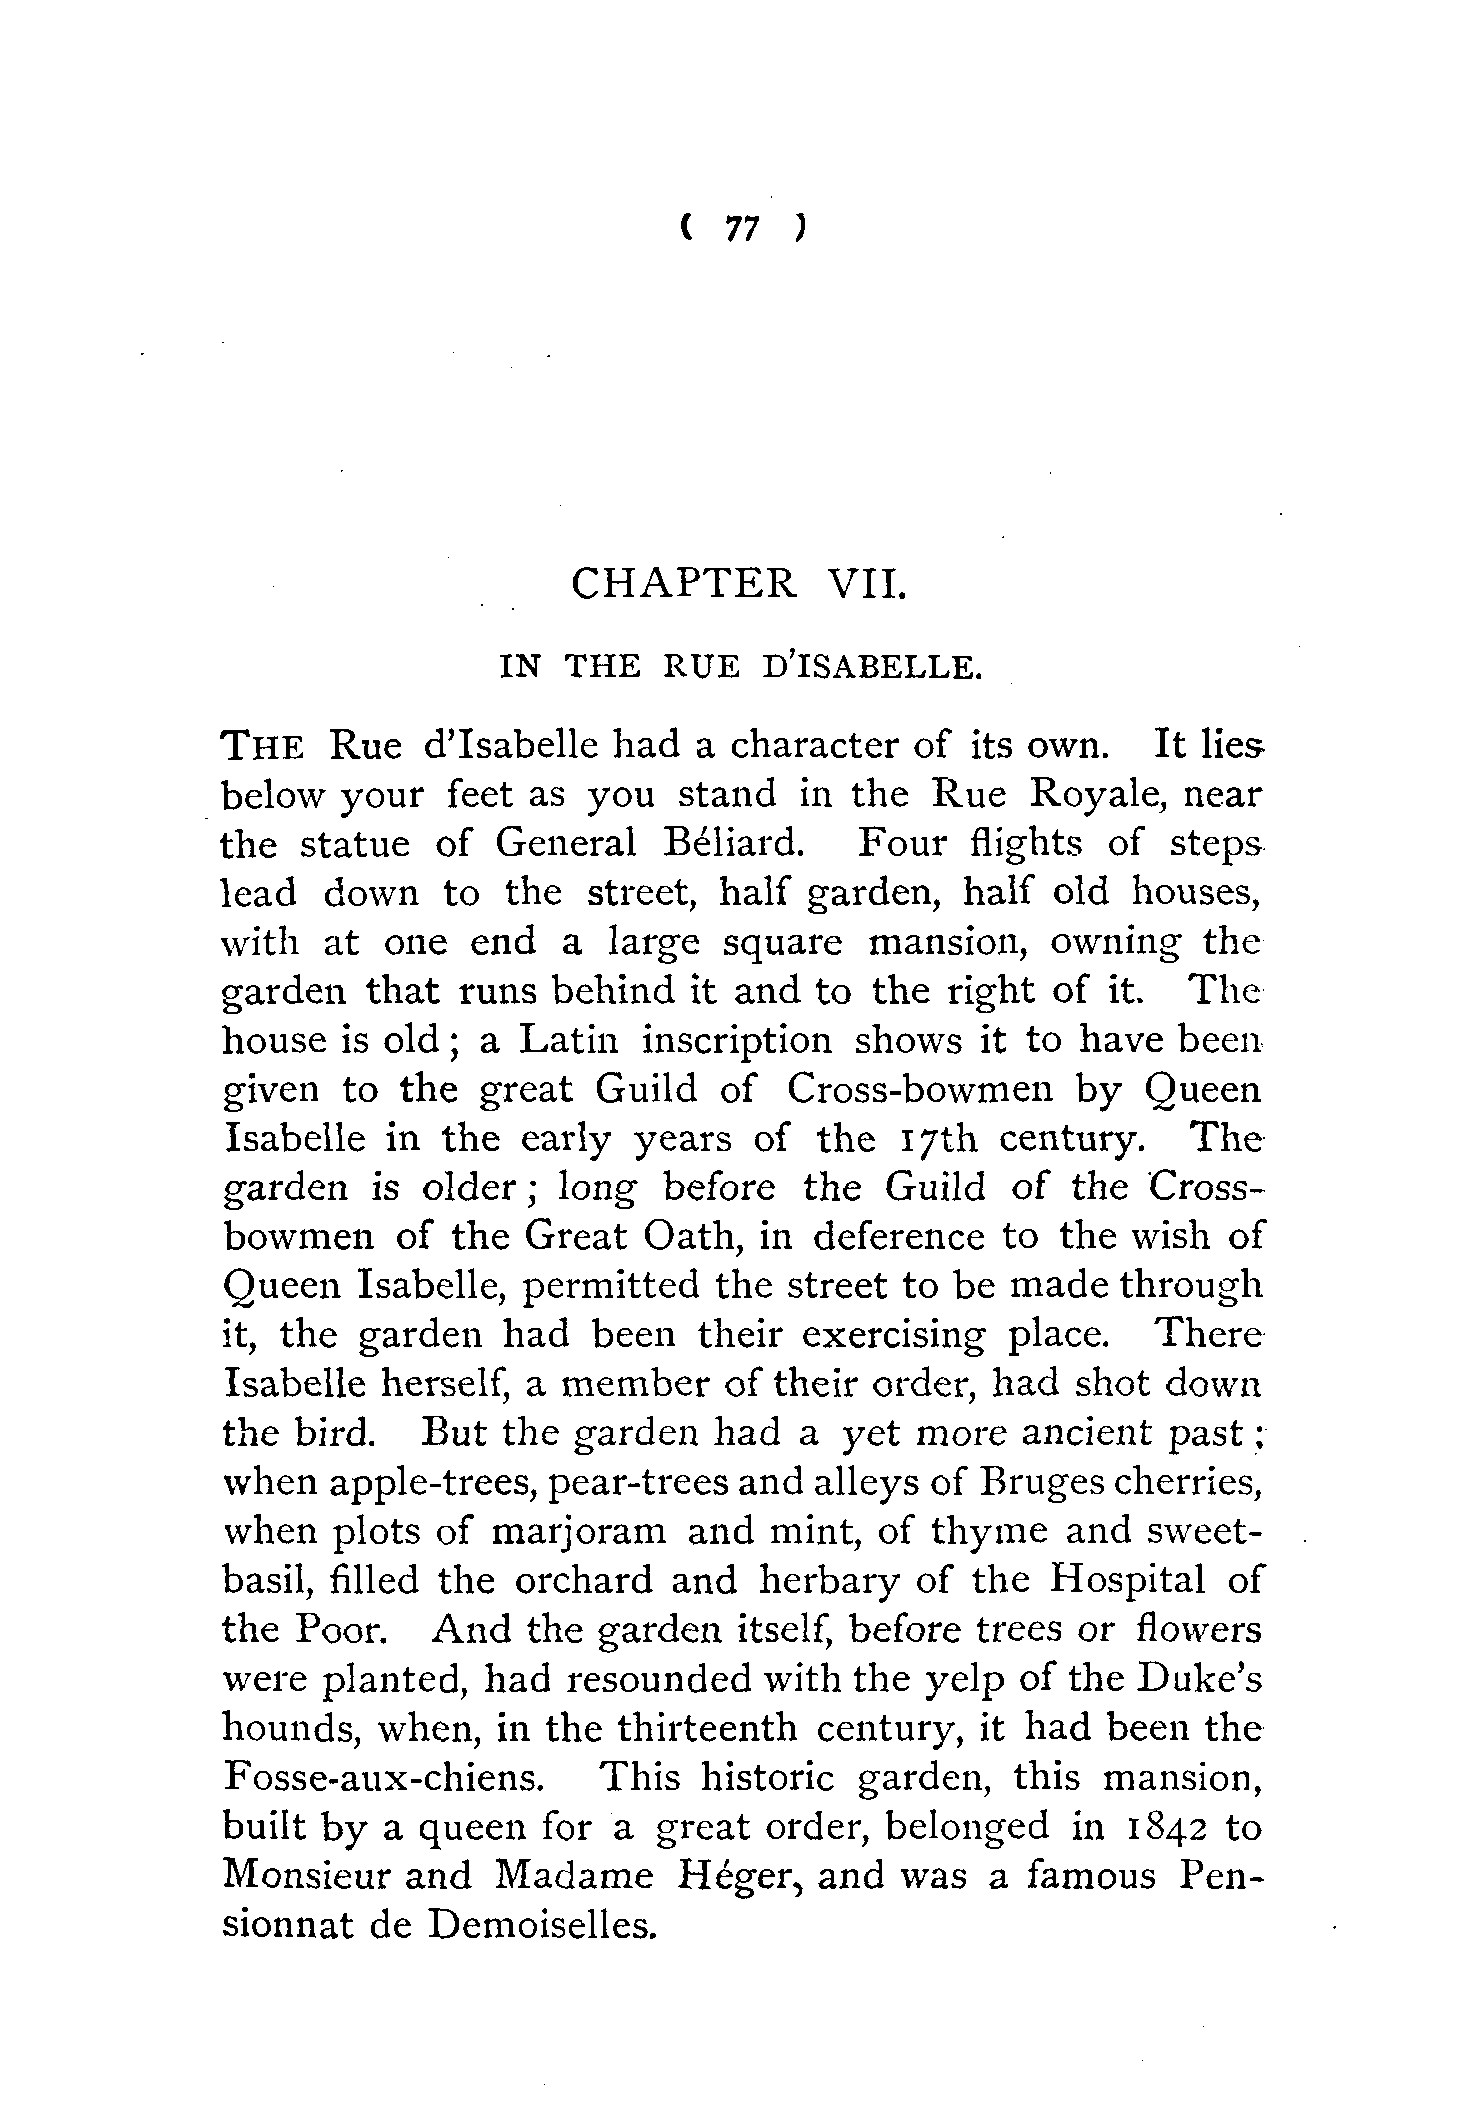 ( 77 )
CHAPTER VII.
IN THE RUE D'ISABELLE.
THE Rue d'Isabelle had a character of its own. It lies
below your feet as you stand in the Rue Royale, near
the statue of General Béliard. Four flights of steps
lead down to the street, half garden, half old houses,
with at one end a large square mansion, owning the
garden that runs behind it and to the right of it. The
house is old ; a Latin inscription shows it to have been
given to the great Guild of Cross-bowmen by Queen
Isabelle in the early years of the 17th century. The
garden is older ; long before the Guild of the Cross-
bowmen of the Great Oath, in deference to the wish of
Queen Isabelle, permitted the street to be made through
it, the garden had been their exercising place. There
Isabelle herself, a member of their order, had shot down
the bird. But the garden had a yet more ancient past ;
when apple-trees, pear-trees and alleys of Bruges cherries,
when plots of marjoram and mint, of thyme and sweet-
basil, filled the orchard and herbary of the Hospital of
the Poor. And the garden itself, before trees or flowers
were planted, had resounded with the yelp of the Duke's
hounds, when, in the thirteenth century, it had been the
Fosse-aux-chiens. This historic garden, this mansion,
built by a queen for a great order, belonged in 1842 to
Monsieur and Madame Héger, and was a famous Pen-
sionnat de Demoiselles.